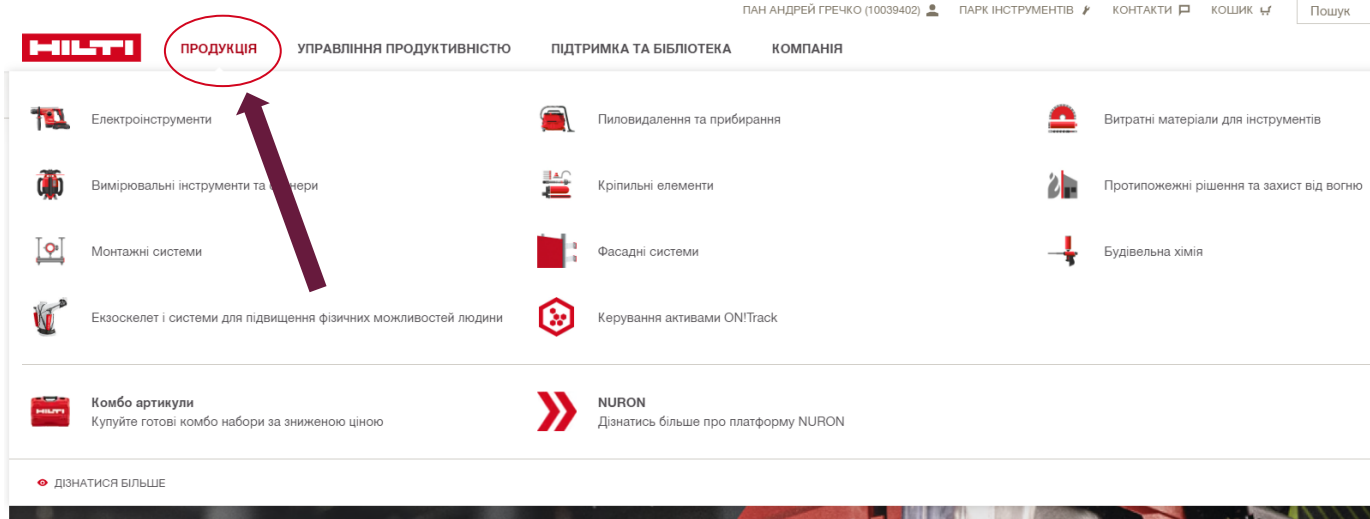 ПАН АНДРЕЙ ГРЕЧКО (10039402) ПАРК ІНСТРУМЕНТІВ КОНТАКТИ КОШИК Пошук
HILTI ПРОДУКЦІЯ УПРАВЛІННЯ ПРОДУКТИВНІСТЮ ПІДТРИМКА ТА БІБЛІОТЕКА КОМПАНІЯ
Електроінструменти Пиловидалення та прибирання Витратні матеріали для інструментів
Вимірювальні інструменти та Кріпильні елементи Протипожежні рішення та захист від вогню
Монтажні системи Фасадні системи Будівельна хімія
Екзоскелет і системи для підвищення фізичних можливостей людини Керування активами ON!Track
HILTI Комбо артикули NURON
Купуйте готові комбо набори за зниженою ціною Дізнатись більше про платформу NURON
ДІЗНАТИСЯ БІЛЬШЕ